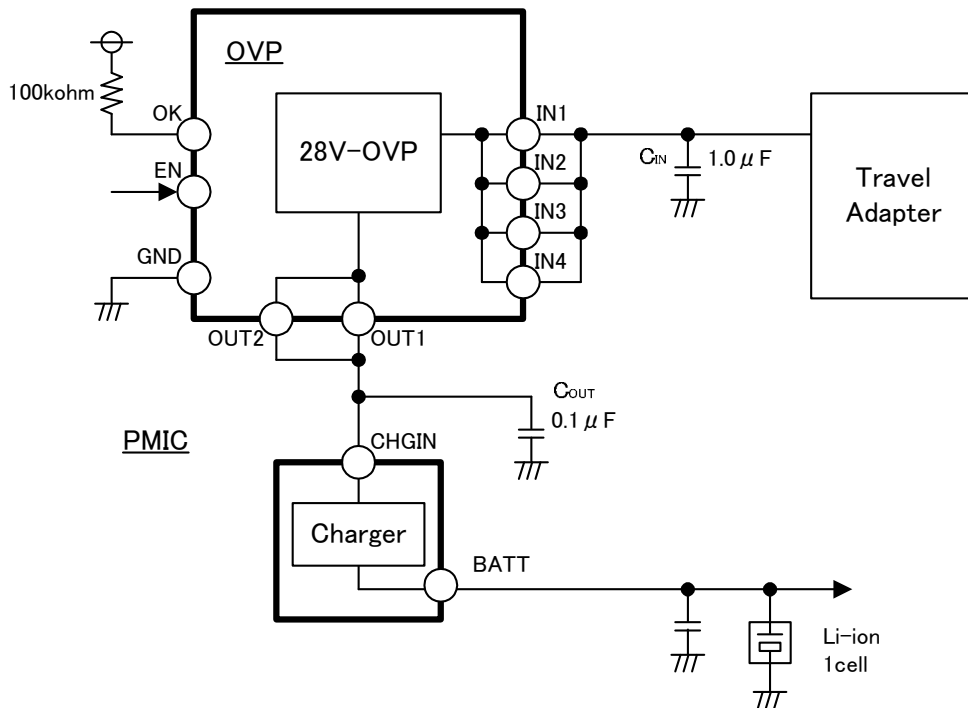 OVP
100kohm
OK
EN
GND
28V-OVP
IN1
IN2
IN3
IN4
CIN
1.0μF
Travel
Adapter
OUT2
OUT1
COUT
0.1μF
PMIC
CHGIN
Charger
BATT
Li-ion
1cell